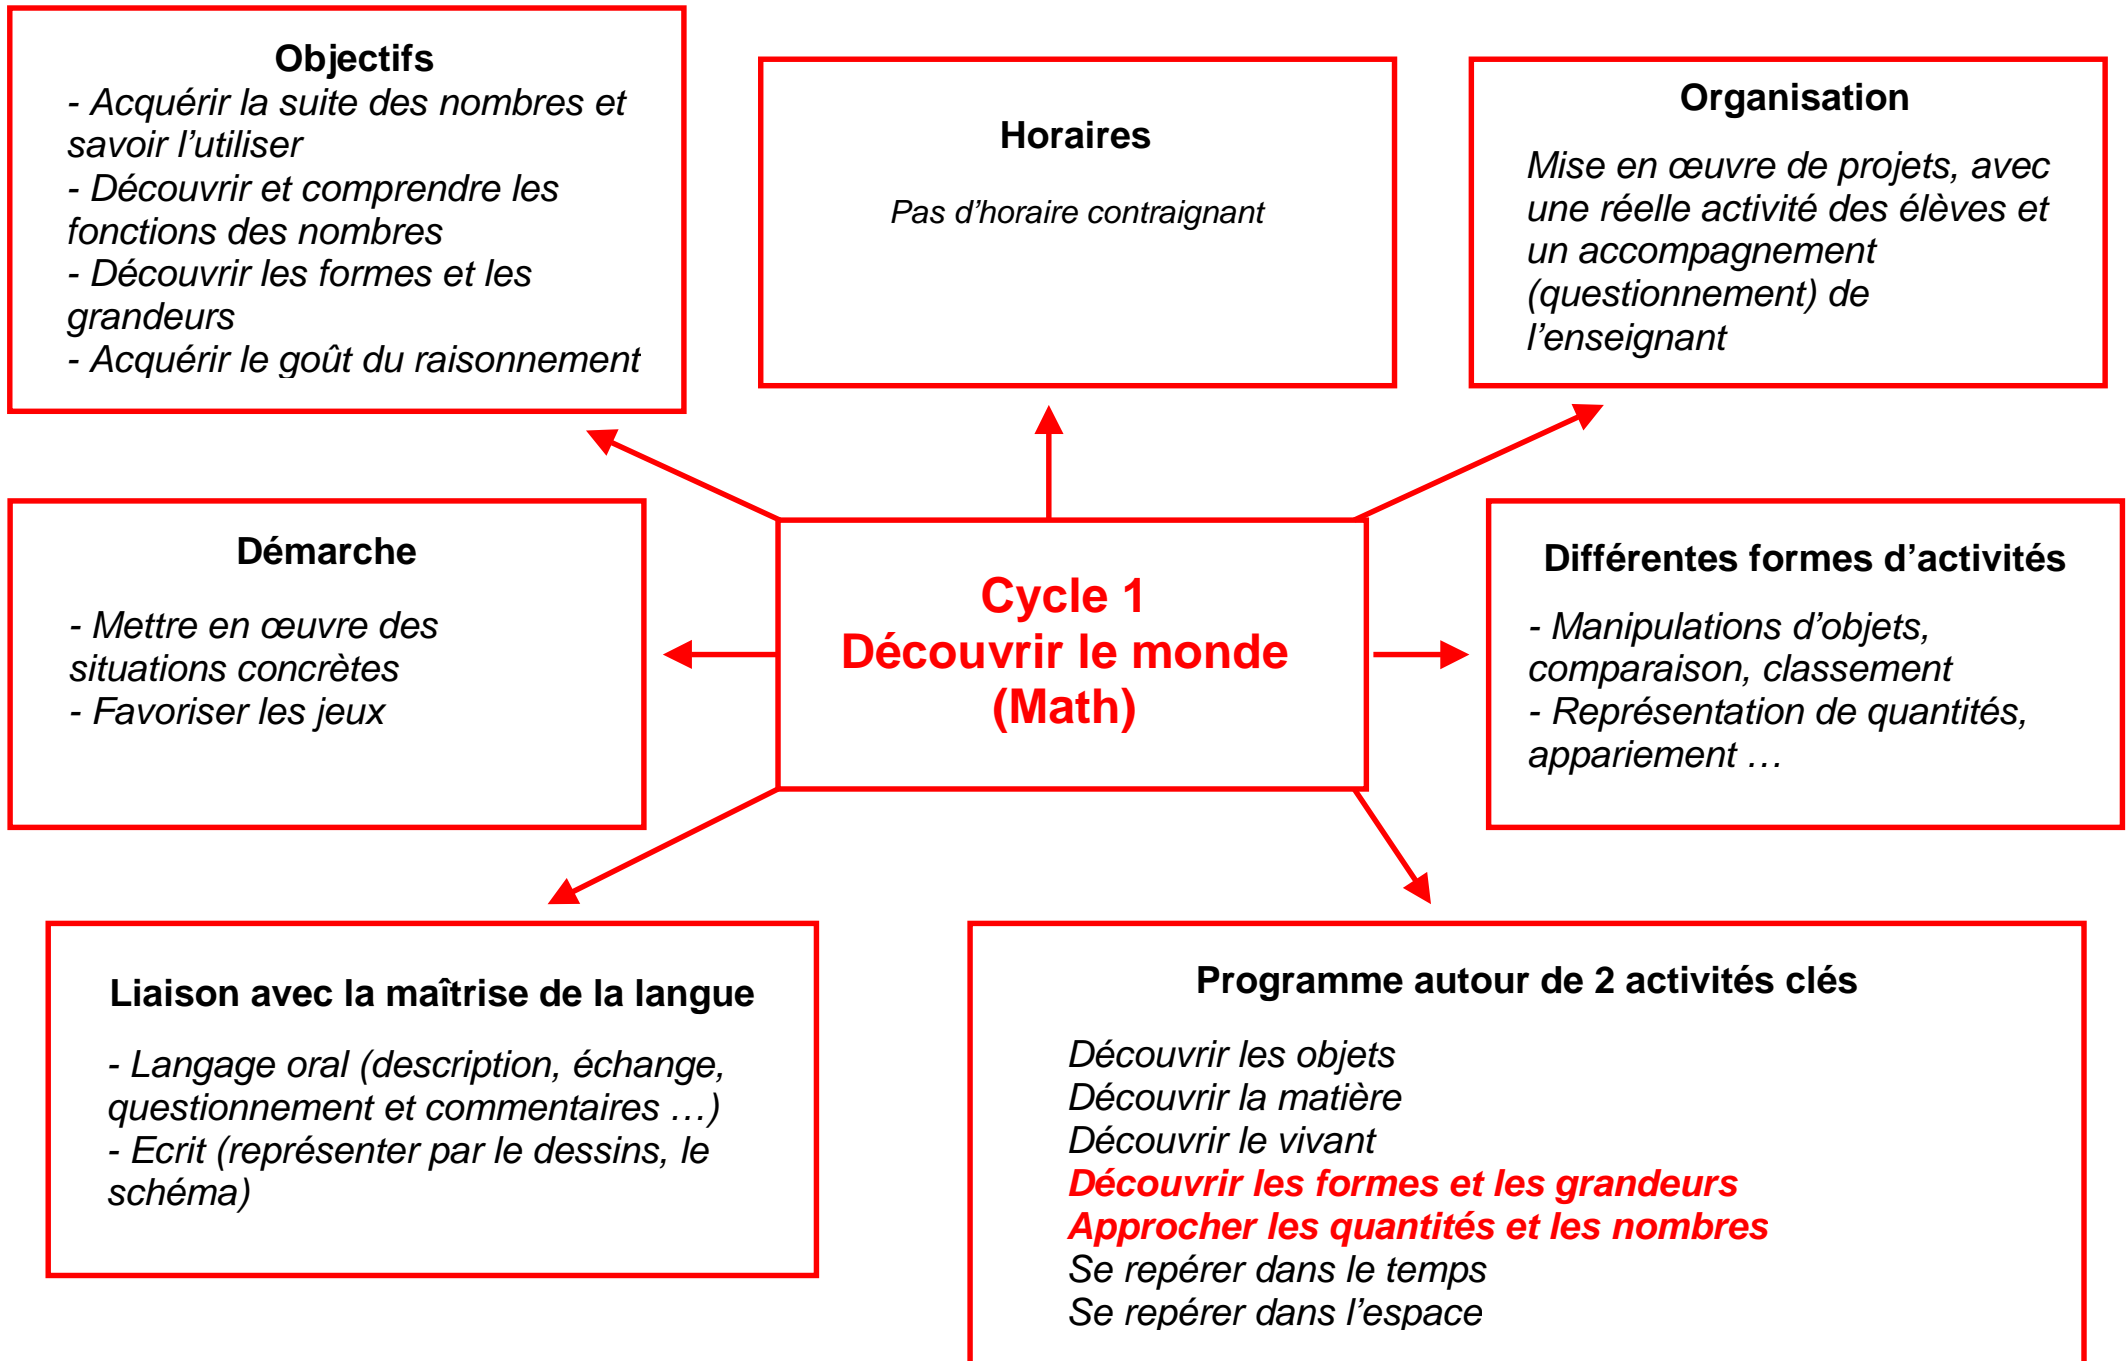 Objectifs
- Acquérir la suite des nombres et
savoir l’utiliser
- Découvrir et comprendre les
fonctions des nombres
- Découvrir les formes et les
grandeurs
- Acquérir le goût du raisonnement
Horaires
Pas d’horaire contraignant
Organisation
Mise en œuvre de projets, avec
une réelle activité des élèves et
un accompagnement
(questionnement) de
l’enseignant
Démarche
- Mettre en œuvre des
situations concrètes
- Favoriser les jeux
Cycle 1
Découvrir le monde
(Math)
Différentes formes d’activités
- Manipulations d’objets,
comparaison, classement
- Représentation de quantités,
appariement …
Liaison avec la maîtrise de la langue
- Langage oral (description, échange,
questionnement et commentaires …)
- Ecrit (représenter par le dessins, le
schéma)
Programme autour de 2 activités clés
Découvrir les objets
Découvrir la matière
Découvrir le vivant
Découvrir les formes et les grandeurs
Approcher les quantités et les nombres
Se repérer dans le temps
Se repérer dans l’espace